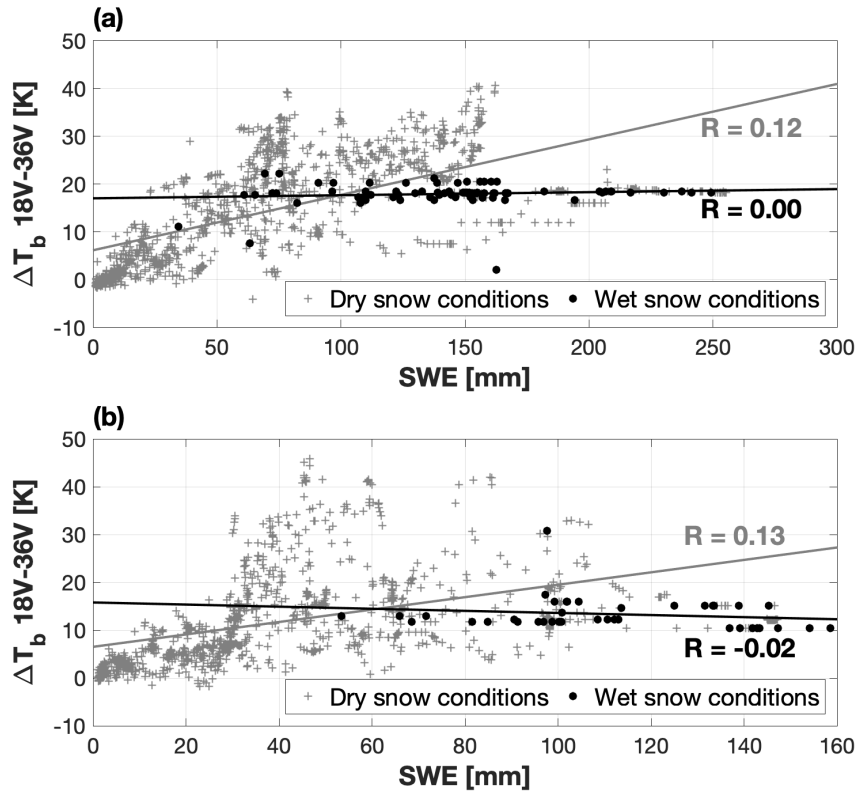 (a)
50
40
30
20
10
0
-10
ΔTb 18V-36V [K]
R = 0.12
R = 0.00
Dry snow conditions Wet snow conditions
0 50 100 150 200 250 300
SWE [mm]
(b)
50
40
30
20
10
0
-10
ΔTb 18V-36V [K]
R = 0.13
R = -0.02
Dry snow conditions Wet snow conditions
0 20 40 60 80 100 120 140 160
SWE [mm]